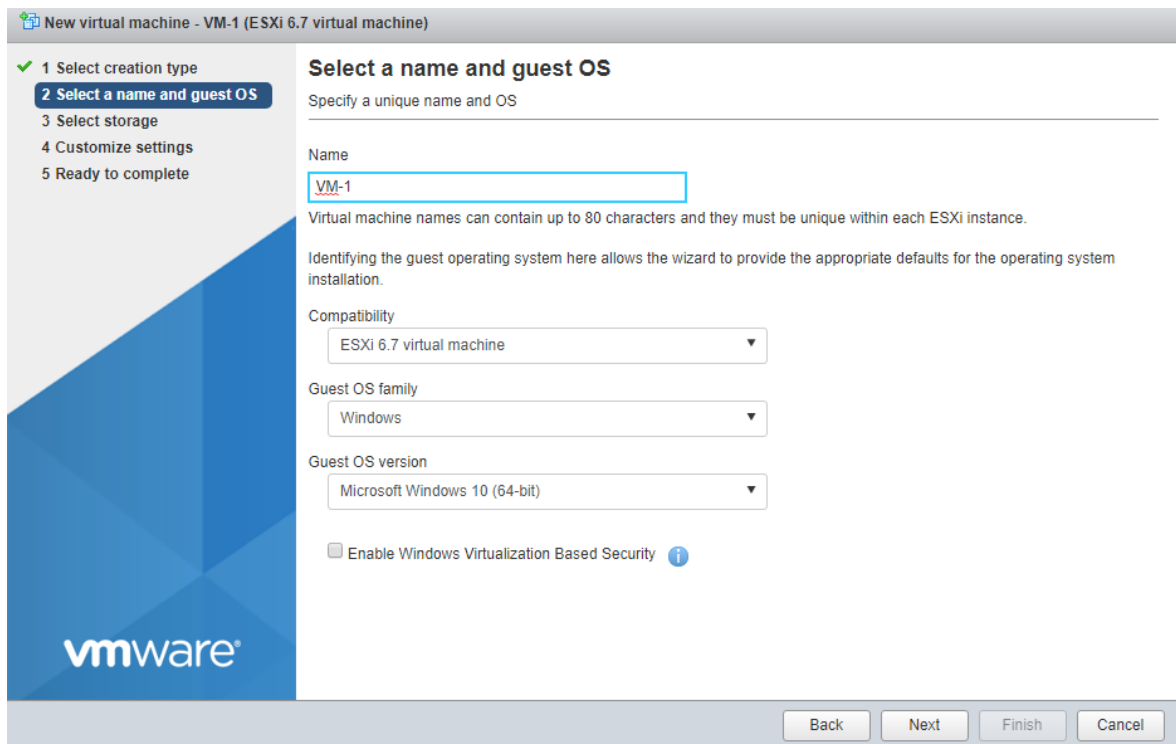 New virtual machine - VM-1 (ESXi 6.7 virtual machine)
1 Select creation type
2 Select a name and guest OS
3 Select storage
4 Customize settings
5 Ready to complete
vmware®
Select a name and guest OS
Specify a unique name and OS
Name
VM-1
Virtual machine names can contain up to 80 characters and they must be unique within each ESXi instance.
Identifying the guest operating system here allows the wizard to provide the appropriate defaults for the operating system
installation.
Compatibility
ESXi 6.7 virtual machine
Guest OS family
Windows
Guest OS version
Microsoft Windows 10 (64-bit)
Enable Windows Virtualization Based Security i
Back Next Finish Cancel